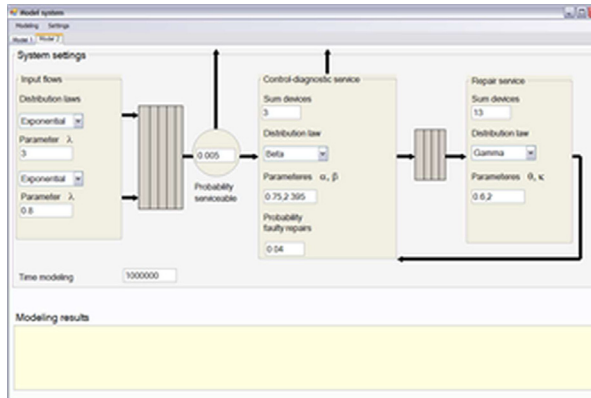 Model system
Modeling Settings
Model 1 Model 2
System settings
Input flows
Distribution laws
Exponential
Parameter λ
3
Exponential
Parameter λ
0.8
0.005
Probability
serviceable
Control-diagnostic service
Sum devices
3
Distribution law
Beta
Parameteres α, β
0.75,2.395
Probability
faulty repairs
0.04
Repair service
Sum devices
13
Distribution law
Gamma
Parameteres θ, κ
0.6,2
Time modeling
1000000
Modeling results